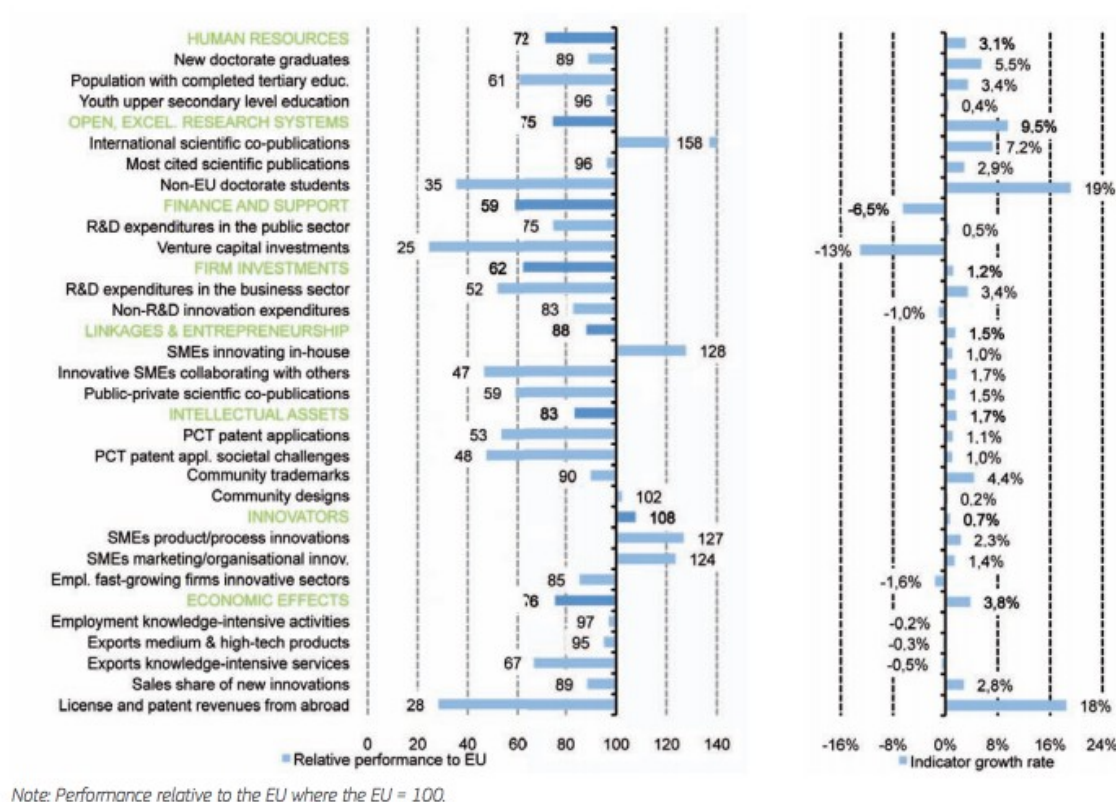 HUMAN RESOURCES 72 3.1%
New doctorate graduates 89 5.5%
Population with completed tertiary educ. 61 3.4%
Youth upper secondary level education 96 0,4%
OPEN, EXCEL. RESEARCH SYSTEMS 75 9.5%
International scientific co-publications 158 7.2%
Most cited scientific publications 96 2,9%
Non-EU doctorate students 35 19%
FINANCE AND SUPPORT 59 -6,5%
R&D expenditures in the public sector 75 0,5%
Venture capital investments 25 -13%
FIRM INVESTMENTS 62 1.2%
R&D expenditures in the business sector 52 3,4%
Non-R&D innovation expenditures 83 -1,0%
LINKAGES & ENTREPRENEURSHIP 88 1.5%
SMEs innovating in-house 128 1.0%
Innovative SMEs collaborating with others 47 1,7%
Public-private scientfic co-publications 59 1.5%
INTELLECTUAL ASSETS 83 1,7%
PCT patent applications 53 1.1%
PCT patent appl. societal challenges 48 1,0%
Community trademarks 90 4,4%
Community designs 102 0.2%
INNOVATORS 108 0.7%
SMEs product/process innovations 127 2,3%
SMEs marketing/organisational innov. 124 1.4%
Empl. fast-growing firms innovative sectors 85 -1,6%
ECONOMIC EFFECTS 76 3,8%
Employment knowledge-intensive activities 97 -0.2%
Exports medium & high-tech products 95 -0.3%
Exports knowledge-intensive services 67 -0,5%
Sales share of new innovations 89 2,8%
License and patent revenues from abroad 28 18%
0 20 40 60 80 100 120 140 -16% -8% 0% 8% 16% 24%
Relative performance to EU Indicator growth rate
Note: Performance relative to the EU where the EU = 100.